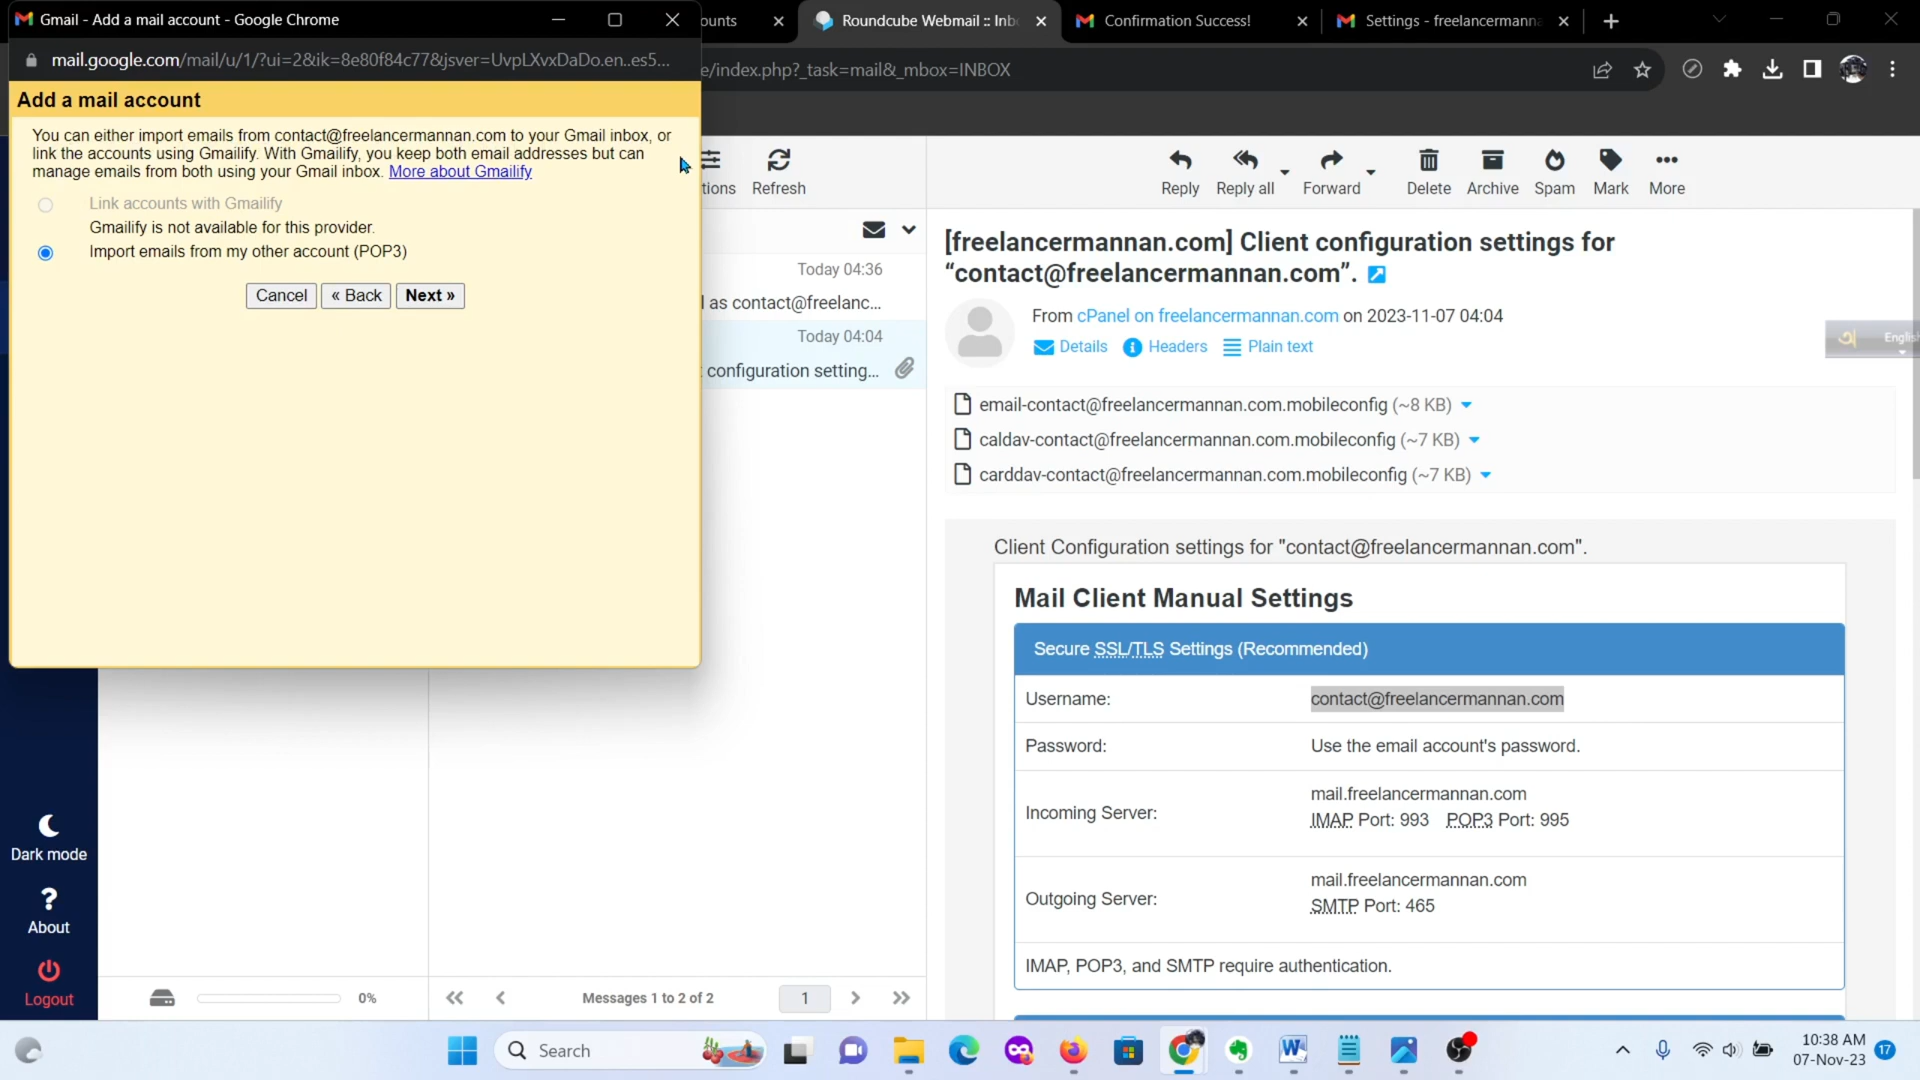 Gmail - Add a mail account - Google Chrome
mail.google.com/mail/u/1/?ui=2&ik=8e80f84c77&jsver=UvpLXvxDaDo.en..es5...
ounts
Roundcube Webmail :: Inb
Confirmation Success!
Settings - freelancermann
e/index.php?_task=mail&_mbox=INBOX
Add a mail account
You can either import emails from contact@freelancermannan.com to your Gmail inbox, or
link the accounts using Gmailify. With Gmailify, you keep both email addresses but can
manage emails from both using your Gmail inbox. More about Gmailify
Link accounts with Gmailify
Gmailify is not available for this provider.
Import emails from my other account (POP3)
Cancel
« Back
Next »
tions
Refresh
Reply
Reply all
Forward
Delete
Archive
Spam
Mark
More
Today 04:36
l as contact@freelanc...
Today 04:04
configuration setting...
[freelancermannan.com] Client configuration settings for
“contact@freelancermannan.com”.
From cPanel on freelancermannan.com on 2023-11-07 04:04
Details
Headers
Plain text
অ
English
email-contact@freelancermannan.com.mobileconfig (~8 KB)
caldav-contact@freelancermannan.com.mobileconfig (~7 KB)
carddav-contact@freelancermannan.com.mobileconfig (~7 KB)
Client Configuration settings for "contact@freelancermannan.com".
Mail Client Manual Settings
Secure SSL/TLS Settings (Recommended)
Username:
contact@freelancermannan.com
Password:
Use the email account's password.
Incoming Server:
mail.freelancermannan.com
IMAP Port: 993 POP3 Port: 995
Outgoing Server:
mail.freelancermannan.com
SMTP Port: 465
IMAP, POP3, and SMTP require authentication.
Dark mode
About
Logout
0%
Messages 1 to 2 of 2
1
Search
10:38 AM
07-Nov-23
17